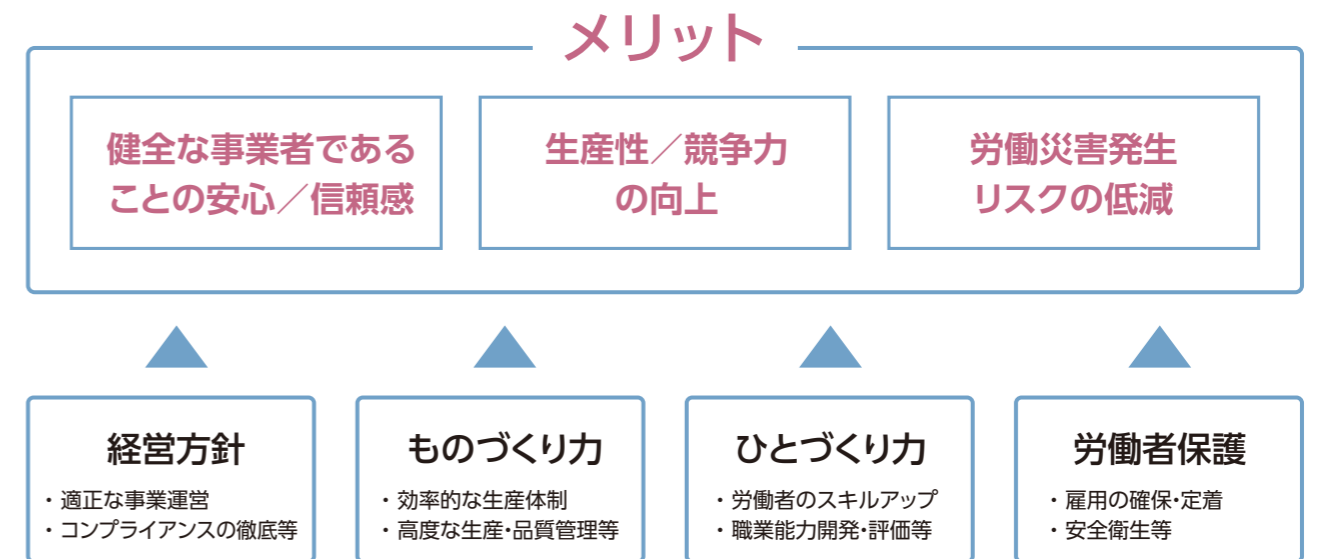 メリット
健全な事業者である
ことの安心／信頼感
生産性／競争力
の向上
労働災害発生
リスクの低減
経営方針
・適正な事業運営
・コンプライアンスの徹底等
ものづくり力
・効率的な生産体制
・高度な生産・品質管理等
ひとづくり力
・労働者のスキルアップ
・職業能力開発・評価等
労働者保護
・雇用の確保・定着
・安全衛生等